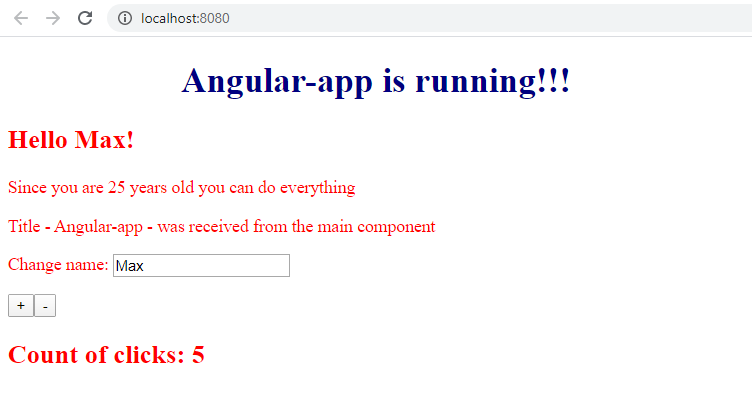 localhost:8080
Angular-app is running!!!
Hello Max!
Since you are 25 years old you can do everything
Title - Angular-app - was received from the main component
Change name: Max
+ -
Count of clicks: 5